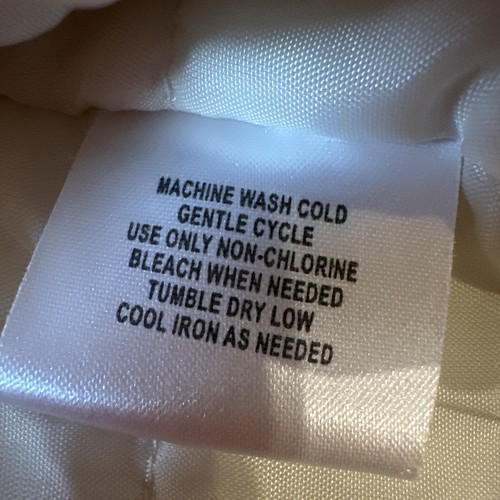 MACHINE WASH COLD
GENTLE CYCLE
USE ONLY NON-CHLORINE
BLEACH WHEN NEEDED
TUMBLE DRY LOW
COOL IRON AS NEEDED